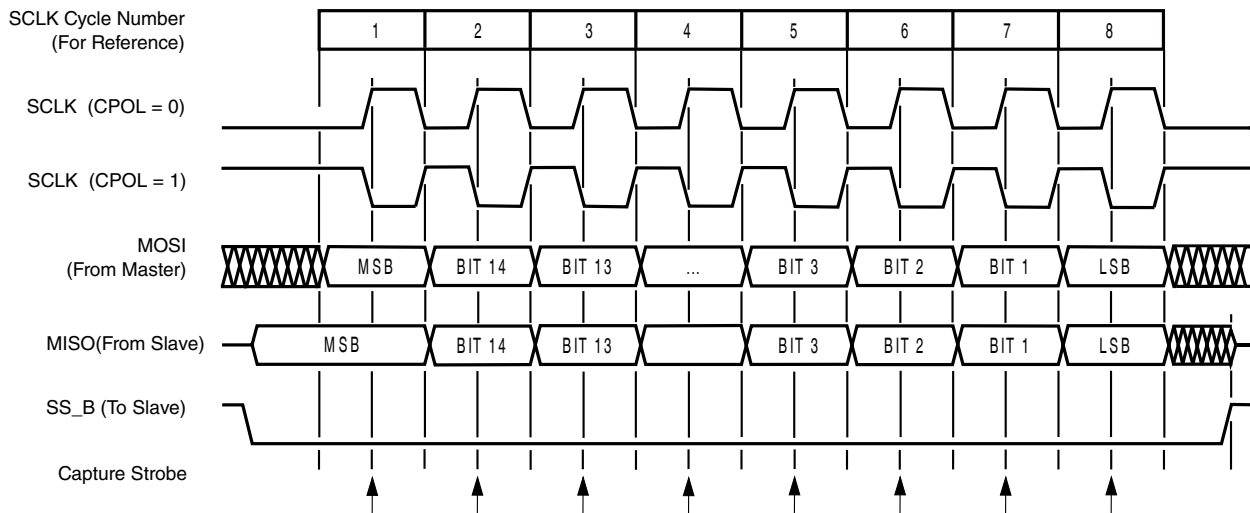 SCLK Cycle Number
(For Reference)
1 2 3 4 5 6 7 8
SCLK (CPOL = 0)
SCLK (CPOL = 1)
MOSI
(From Master)
MSB BIT 14 BIT 13 ... BIT 3 BIT 2 BIT 1 LSB
MISO(From Slave)
MSB BIT 14 BIT 13 BIT 3 BIT 2 BIT 1 LSB
SS_B (To Slave)
Capture Strobe